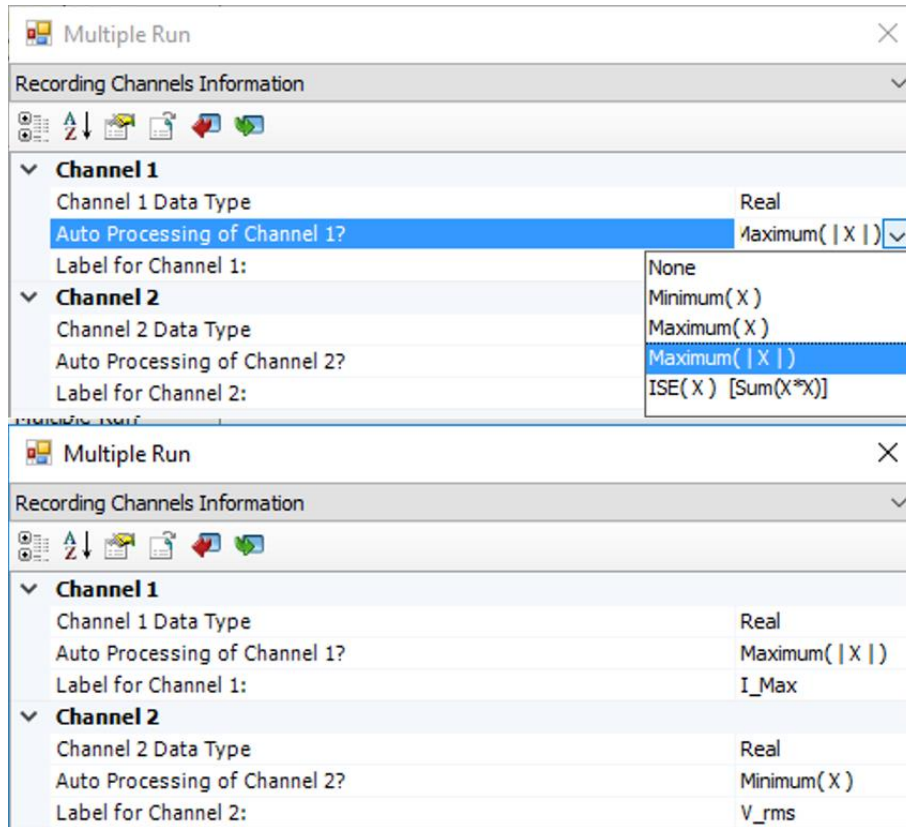 Multiple Run
Recording Channels Information
Channel 1
Channel 1 Data Type Real
Auto Processing of Channel 1? Maximum( | X | )
Label for Channel 1:
None
Minimum( X )
Channel 2
Maximum( X )
Channel 2 Data Type
Maximum( | X | )
Auto Processing of Channel 2?
ISE( X ) [Sum(X*X)]
Label for Channel 2:
Multiple Run
Multiple Run
Recording Channels Information
Channel 1
Channel 1 Data Type Real
Auto Processing of Channel 1? Maximum( | X | )
Label for Channel 1: I_Max
Channel 2
Channel 2 Data Type Real
Auto Processing of Channel 2? Minimum( X )
Label for Channel 2: V_rms